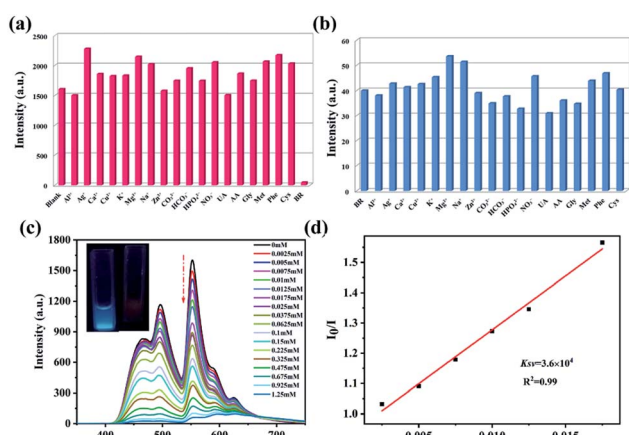 (a)
Intensity (a.u.)
2500
2000
1500
1000
500
0
Blank Al³⁺ Ag⁺ Ca²⁺ Cu²⁺ K⁺ Mg²⁺ Na⁺ Zn²⁺ CO₃²⁻ HCO₃⁻ HPO₄²⁻ NO₃⁻ UA AA Gly Met Phe Cys BR
(b)
Intensity (a.u.)
60
50
40
30
20
10
0
BR Al³⁺ Ag⁺ Ca²⁺ Cu²⁺ K⁺ Mg²⁺ Na⁺ Zn²⁺ CO₃²⁻ HCO₃⁻ HPO₄²⁻ NO₃⁻ UA AA Gly Met Phe Cys
(c)
Intensity (a.u.)
1800
1500
1200
900
600
300
0
400 500 600 700
0mM
0.0025mM
0.005mM
0.0075mM
0.01mM
0.0125mM
0.0175mM
0.025mM
0.0375mM
0.0625mM
0.1mM
0.15mM
0.225mM
0.325mM
0.475mM
0.675mM
0.925mM
1.25mM
(d)
I₀/I
1.5
1.4
1.3
1.2
1.1
1.0
Ksv=3.6×10⁴
R²=0.99
0.005 0.010 0.015